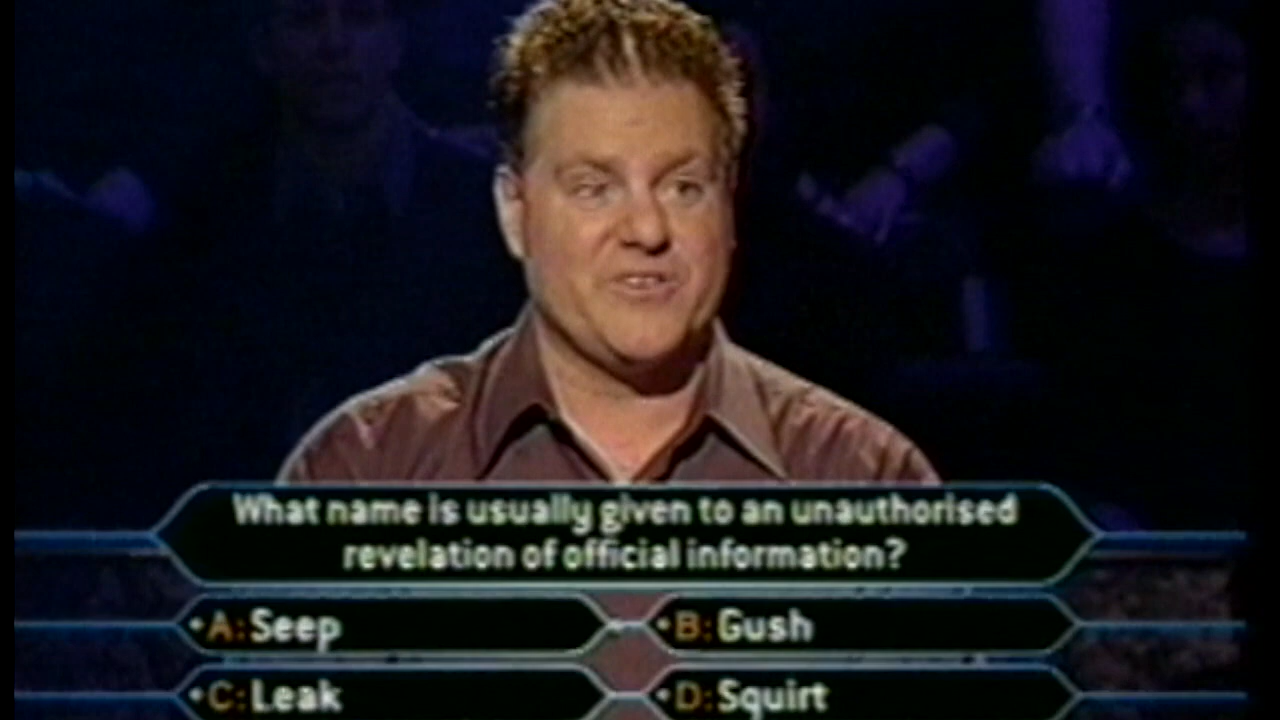 What name is usually given to an unauthorised
revelation of official information?
A: Seep
B: Gush
C: Leak
D: Squirt